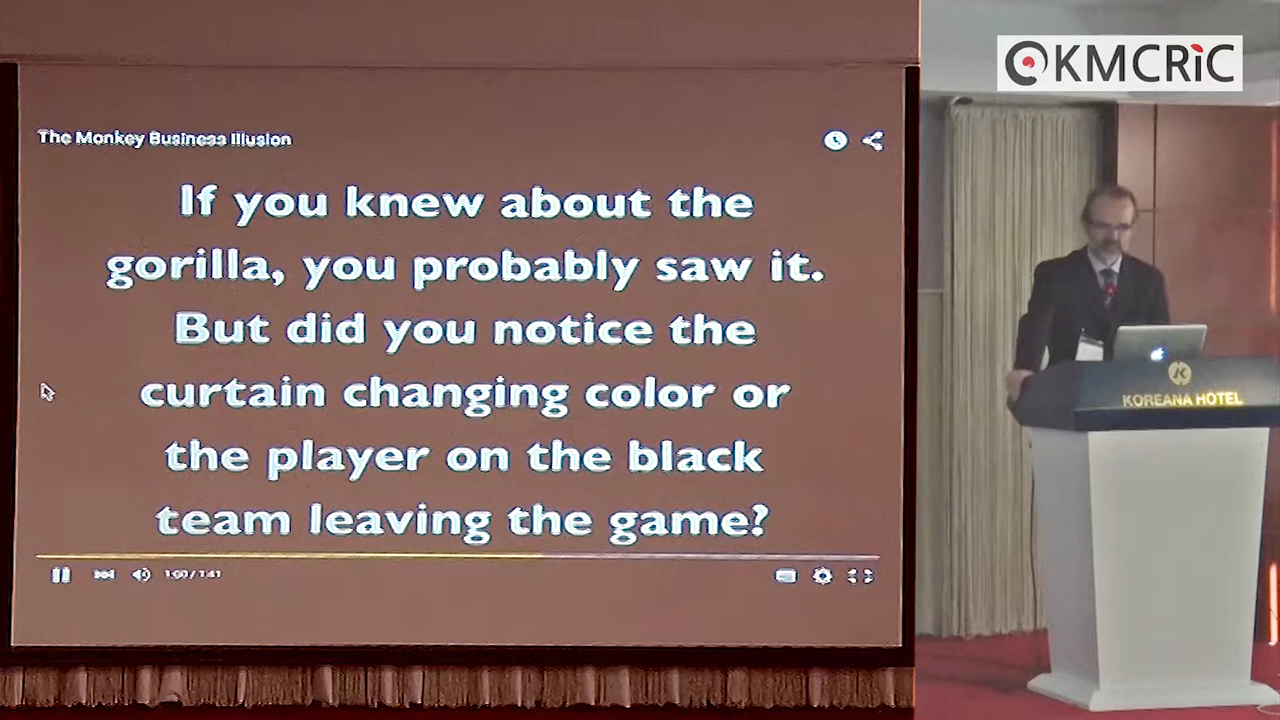 KMCRiC
The Monkey Business Illusion
If you knew about the
gorilla, you probably saw it.
But did you notice the
curtain changing color or
the player on the black
team leaving the game?
1:00 / 1:41
K
KOREANA HOTEL